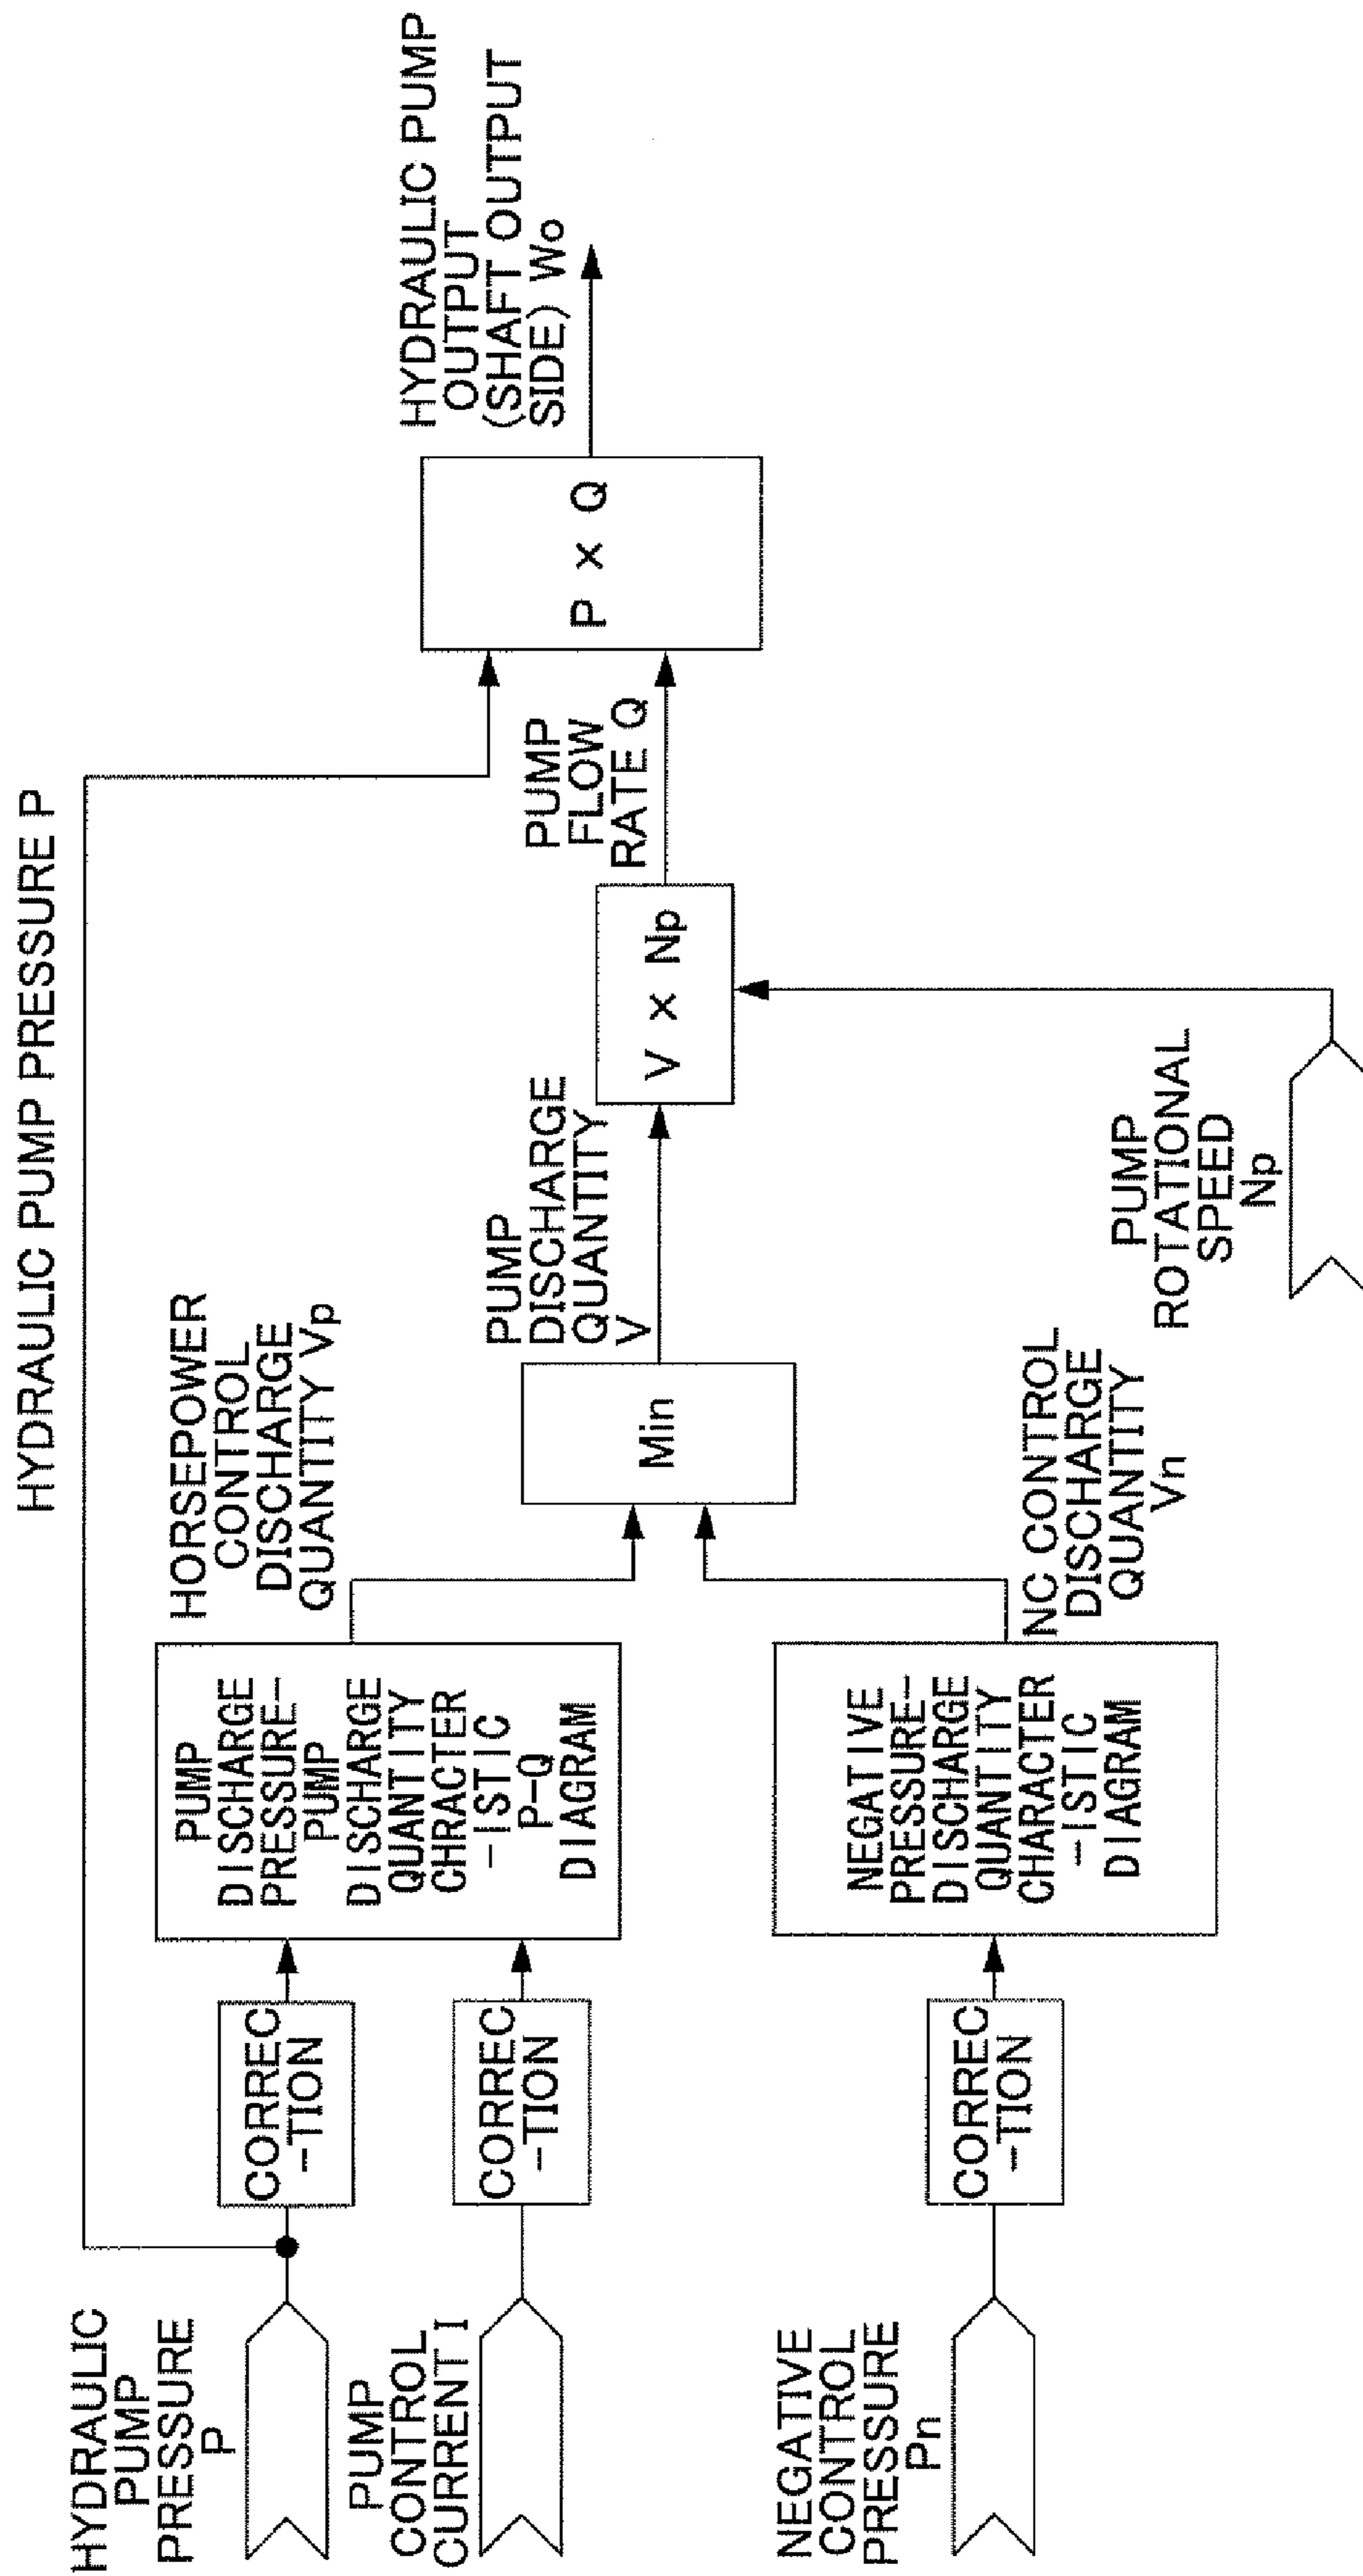 HYDRAULIC PUMP PRESSURE P
HYDRAULIC
PUMP
PRESSURE
P
CORREC
-TION
PUMP
CONTROL
CURRENT I
CORREC
-TION
PUMP
DISCHARGE
PRESSURE-
PUMP
DISCHARGE
QUANTITY
CHRACTER
-ISTIC
P-Q
DIAGRAM
HORSEPOWER
CONTROL
DISCHARGE
QUANTITY Vp
NEGATIVE
CONTROL
PRESSURE
Pn
CORREC
-TION
NEGATIVE
PRESSURE-
DISCHARGE
QUANTITY
CHARACTER
-ISTIC
DIAGRAM
NC CONTROL
DISCHARGE
QUANTITY
Vn
Min
PUMP
DISCHARGE
QUANTITY
V
V x Np
PUMP
ROTATIONAL
SPEED
Np
PUMP
FLOW
RATE Q
P x Q
HYDRAULIC PUMP
OUTPUT
(SHAFT OUTPUT
SIDE) Wo